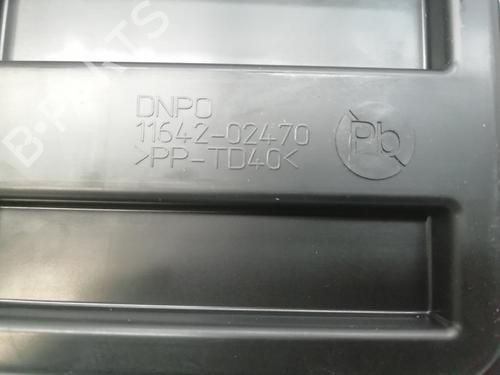 DNPO
11642-02470
>PP-TD40<
Pb
B-PARTS